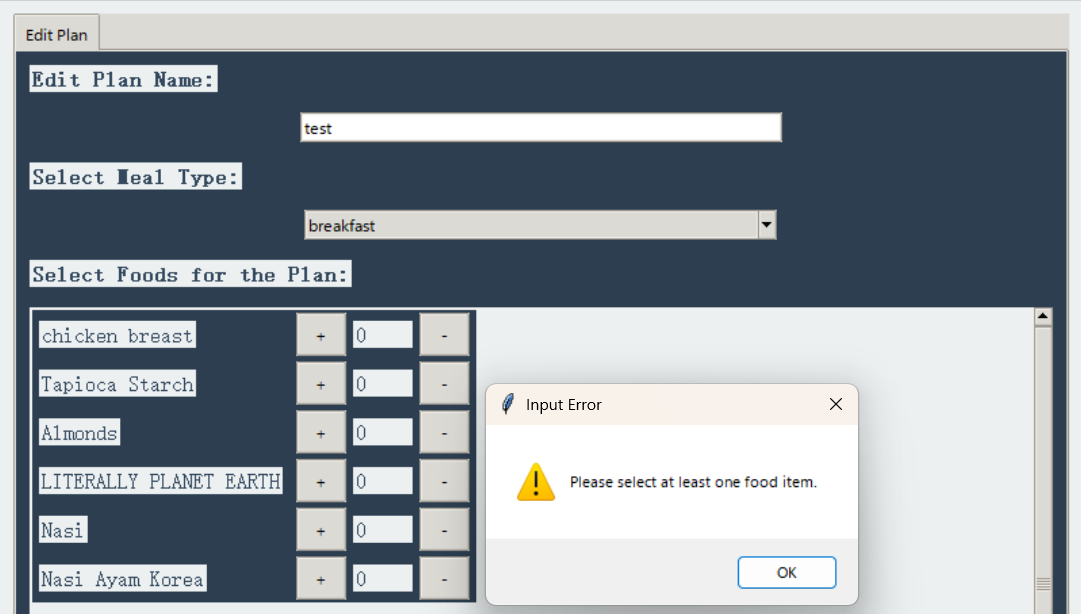 Edit Plan
Edit Plan Name:
test
Select Meal Type:
breakfast
Select Foods for the Plan:
chicken breast + 0 -
Tapioca Starch + 0 -
Almonds + 0 -
LITERALLY PLANET EARTH + 0 -
Nasi + 0 -
Nasi Ayam Korea + 0 -
Input Error
Please select at least one food item.
OK